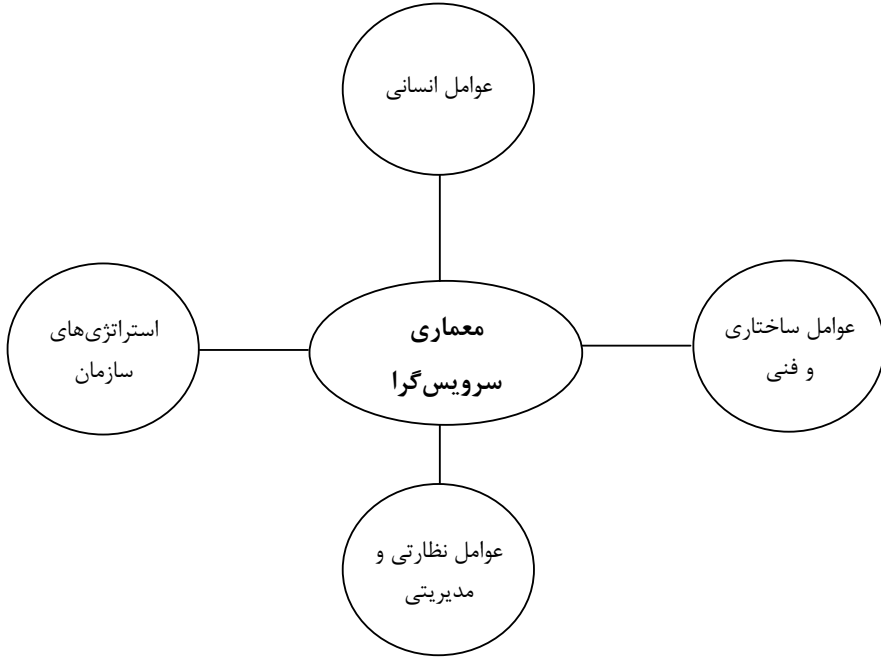 عوامل انسانی
عوامل ساختاری
و فنی
معماری
سرویس‌گرا
استراتژی‌های
سازمان
عوامل نظارتی و
مدیریتی